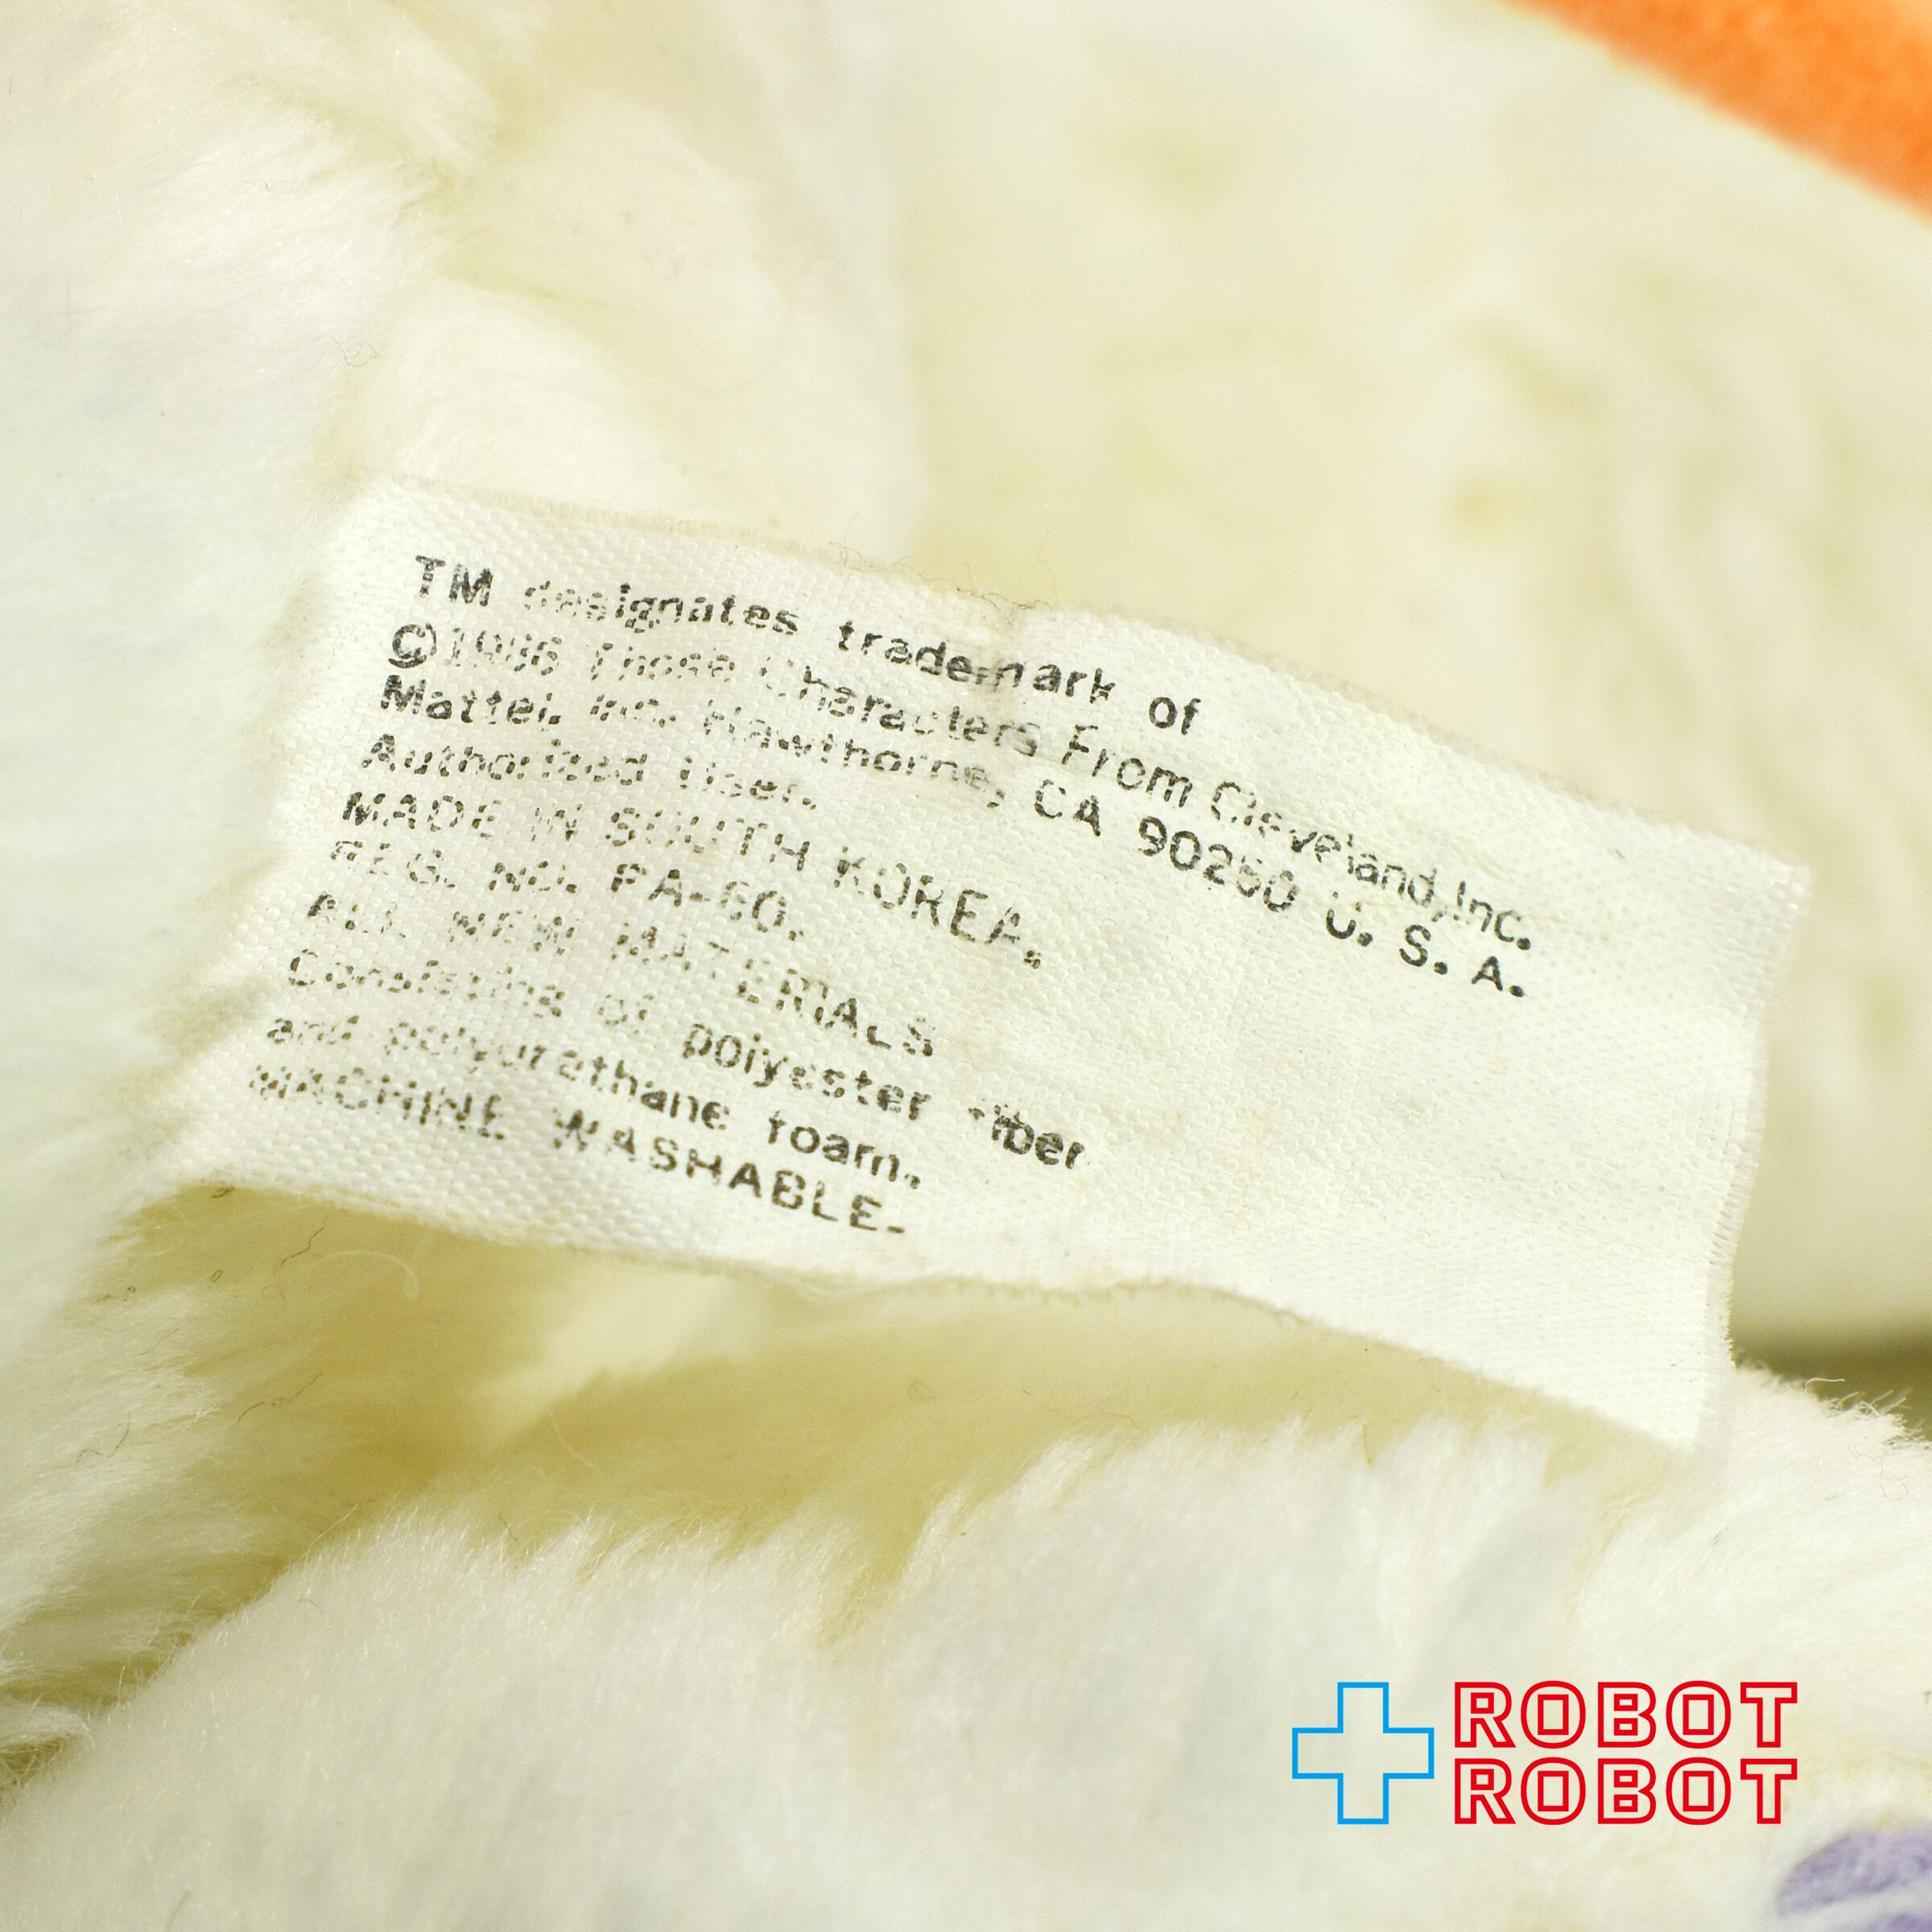 TM designates trademark of
©1986 Those Characters From Cleveland, Inc.
Mattel, Inc. Hawthorne, CA 90250 U. S. A.
Authorized User.
MADE IN SOUTH KOREA.
REG. NO. PA-60.
ALL NEW MATERIALS
Consisting of polyester fiber
and polyurethane foam.
MACHINE WASHABLE.
ROBOT
ROBOT